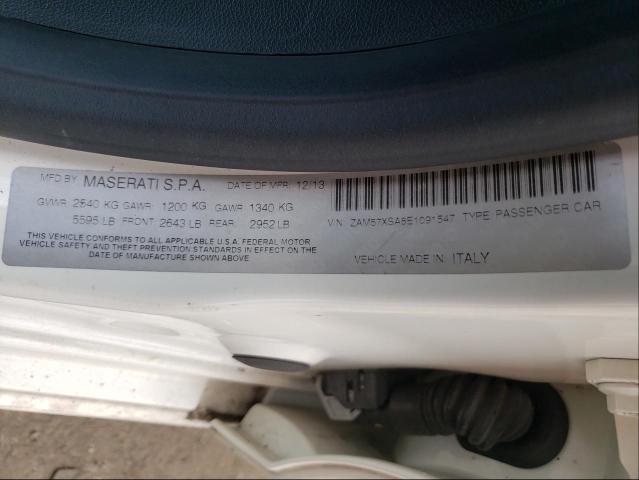 MFD BY MASERATI S.P.A. DATE OF MFR: 12/13
GVWR: 2540 KG GAWR: 1200 KG GAWR: 1340 KG
5595 LB FRONT: 2643 LB REAR: 2952 LB
THIS VEHICLE CONFORMS TO ALL APPLICABLE U.S.A. FEDERAL MOTOR
VEHICLE SAFETY AND THEFT PREVENTION STANDARDS IN EFFECT ON THE
DATE OF MANUFACTURE SHOWN ABOVE
VIN: ZAM57XSA8E1091547 TYPE: PASSENGER CAR
VEHICLE MADE IN: ITALY